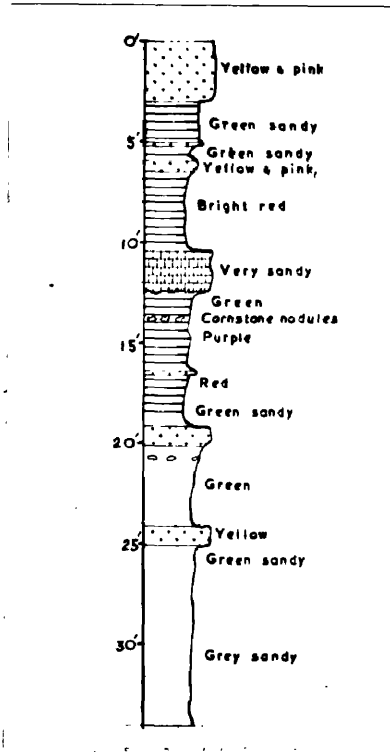 0'
Yellow & pink
Green sandy
5'
Green sandy
Yellow & pink,
Bright red
10'
Very sandy
Green
Cornstone nodules
15'
Purple
Red
Green sandy
20'
Green
Yellow
25'
Green sandy
30'
Grey sandy